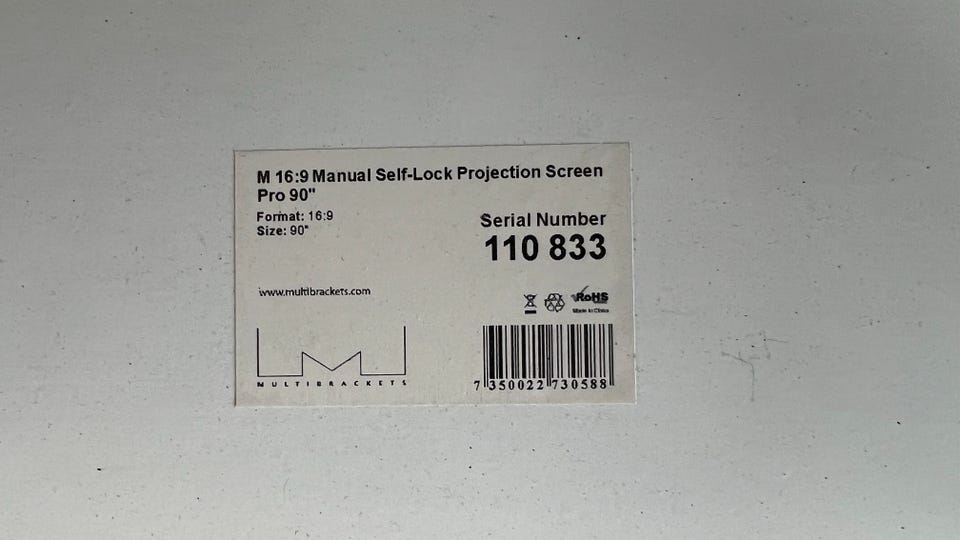 M 16:9 Manual Self-Lock Projection Screen
Pro 90"
Format: 16:9
Size: 90"
Serial Number
110 833
www.multibrackets.com
RoHS
Made in China
MULTIBRACKETS
7 350022 730588